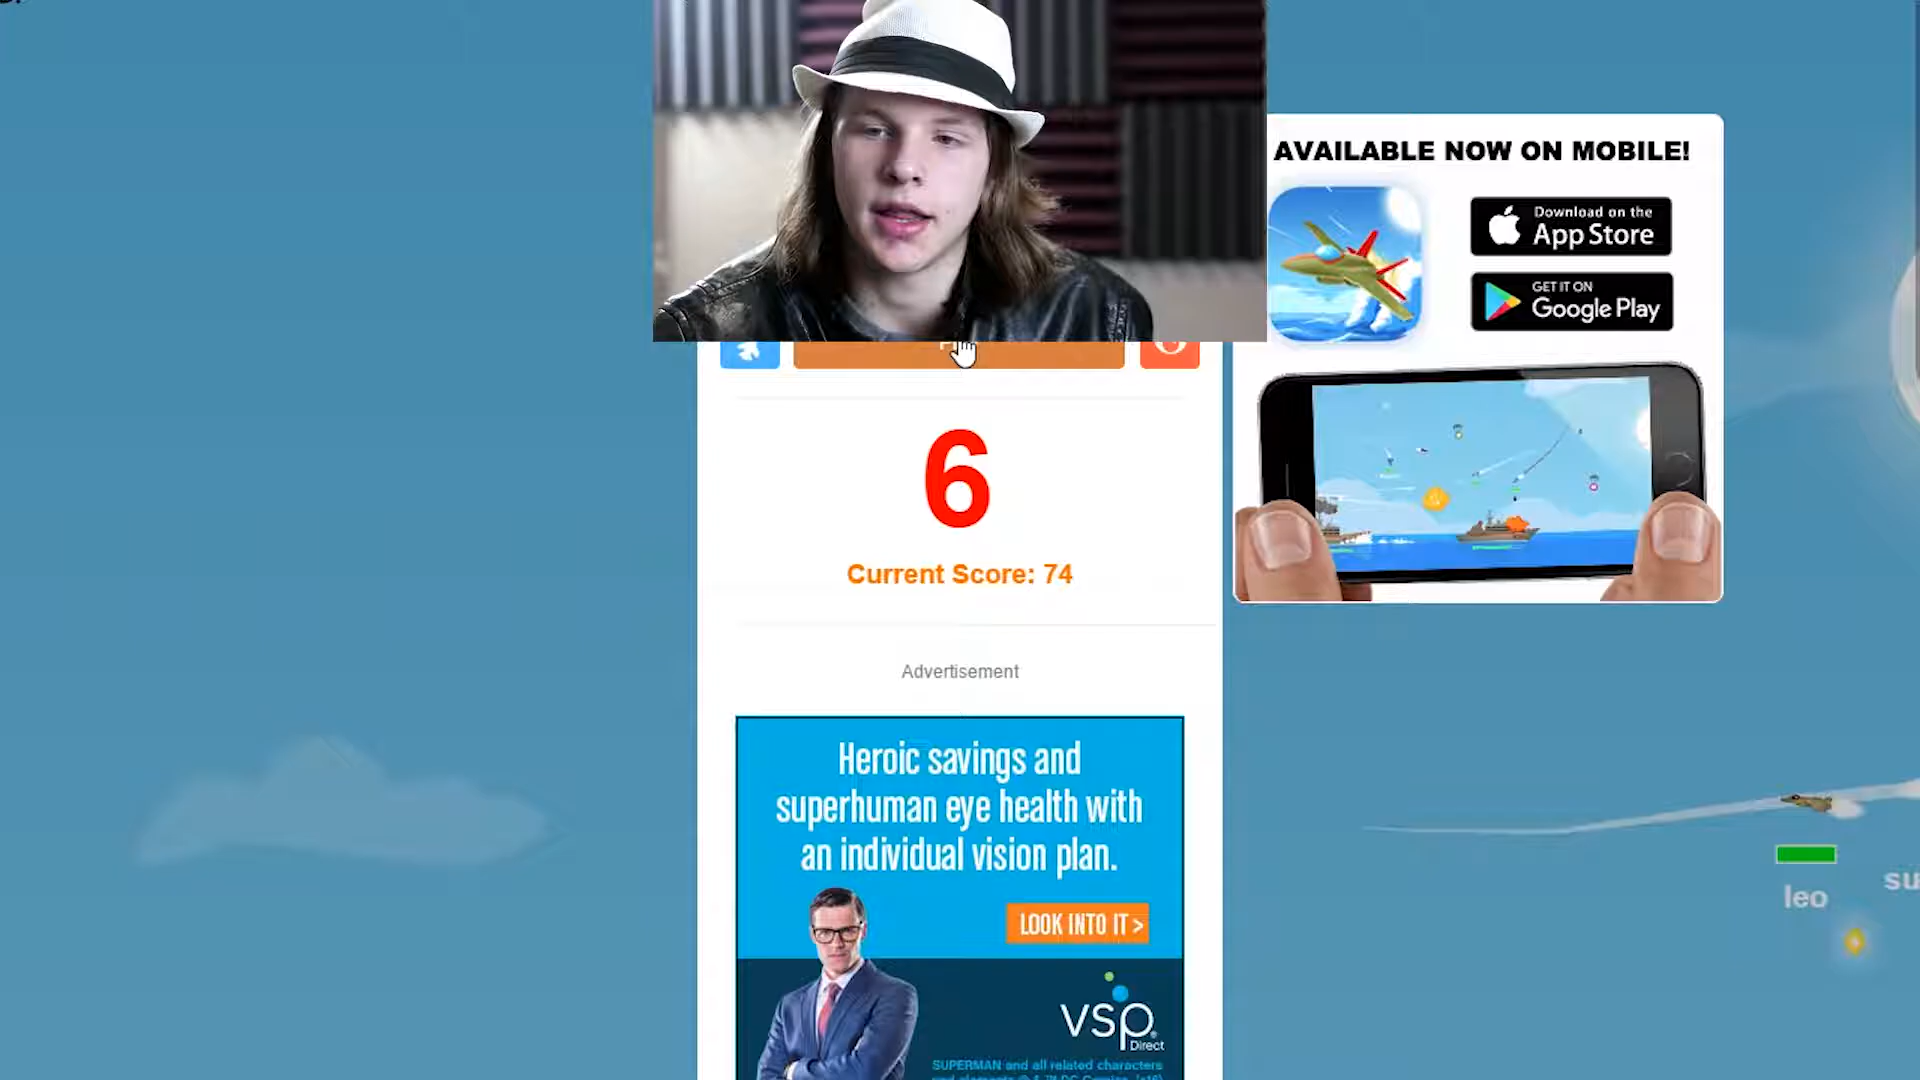 AVAILABLE NOW ON MOBILE!
Download on the
App Store
GET IT ON
Google Play
6
Current Score: 74
Advertisement
Heroic savings and
superhuman eye health with
an individual vision plan.
LOOK INTO IT >
vsp
Direct
SUPERMAN and all related characters
leo
su